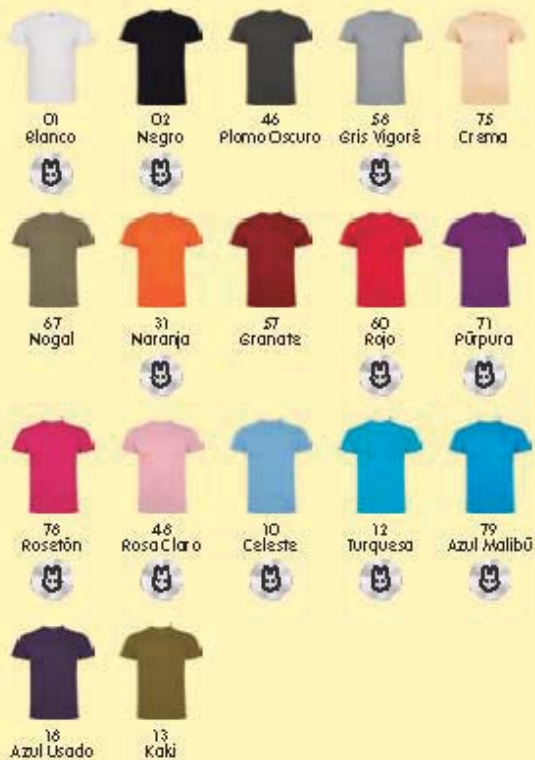 01
Blanco
02
Negro
46
Plomo Oscuro
58
Gris Vigoré
75
Crema
67
Nogal
31
Naranja
57
Granate
60
Rojo
71
Púrpura
78
Rosetón
48
Rosa Claro
10
Celeste
12
Turquesa
79
Azul Malibú
18
Azul Usado
13
Kaki